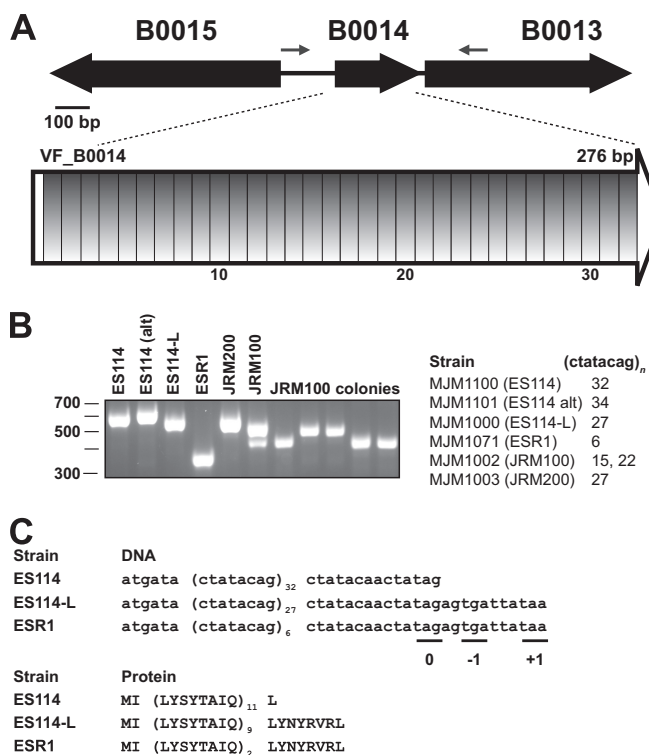 A
B0015 B0014 B0013
100 bp
VF_B0014 276 bp
10 20 30
B
ES114
ES114 (alt)
ES114-L
ESR1
JRM200
JRM100
JRM100 colonies
700
500
300
Strain (ctatacag)n
MJM1100 (ES114) 32
MJM1101 (ES114 alt) 34
MJM1000 (ES114-L) 27
MJM1071 (ESR1) 6
MJM1002 (JRM100) 15, 22
MJM1003 (JRM200) 27
C
Strain DNA
ES114 atgata (ctatacag)32 ctatacaactatag
ES114-L atgata (ctatacag)27 ctatacaactatagagtgattataa
ESR1 atgata (ctatacag)6 ctatacaactatagagtgattataa
0 -1 +1
Strain Protein
ES114 MI (LYSYTAIQ)11 L
ES114-L MI (LYSYTAIQ)9 LYNYRVRL
ESR1 MI (LYSYTAIQ)2 LYNYRVRL